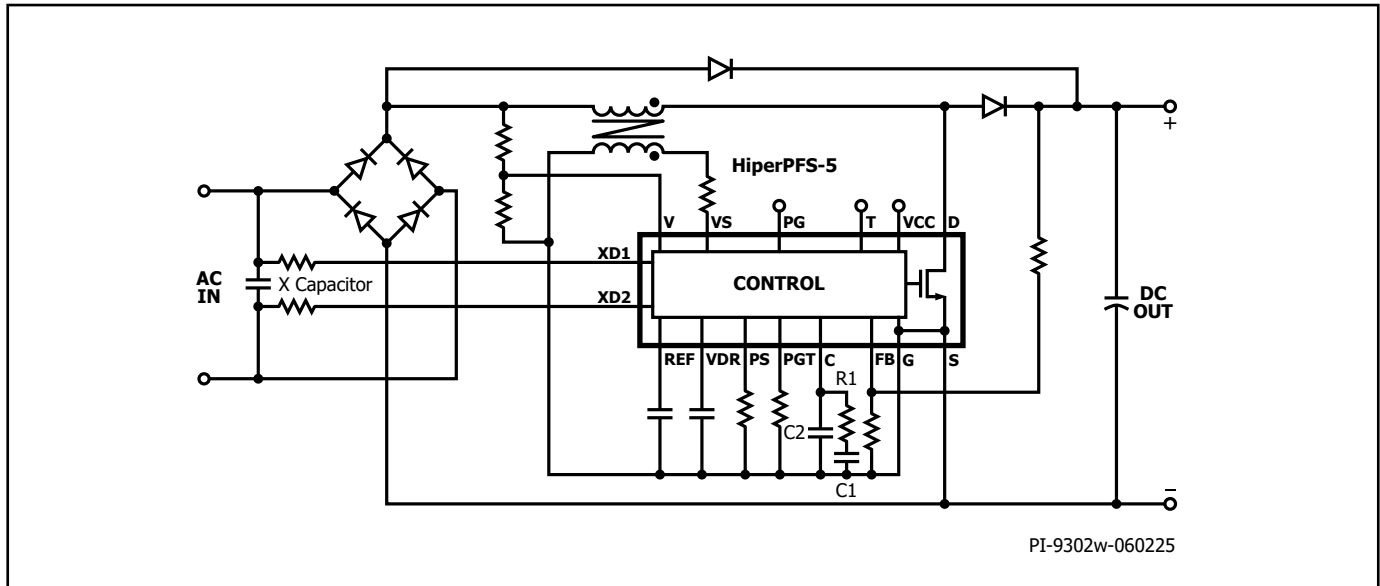 HiperPFS-5
V VS PG T VCC D
XD1
AC
IN
X Capacitor
CONTROL
XD2
DC
OUT
+
REF VDR PS PGT C FB G S
R1
C2
C1
−
PI-9302w-060225